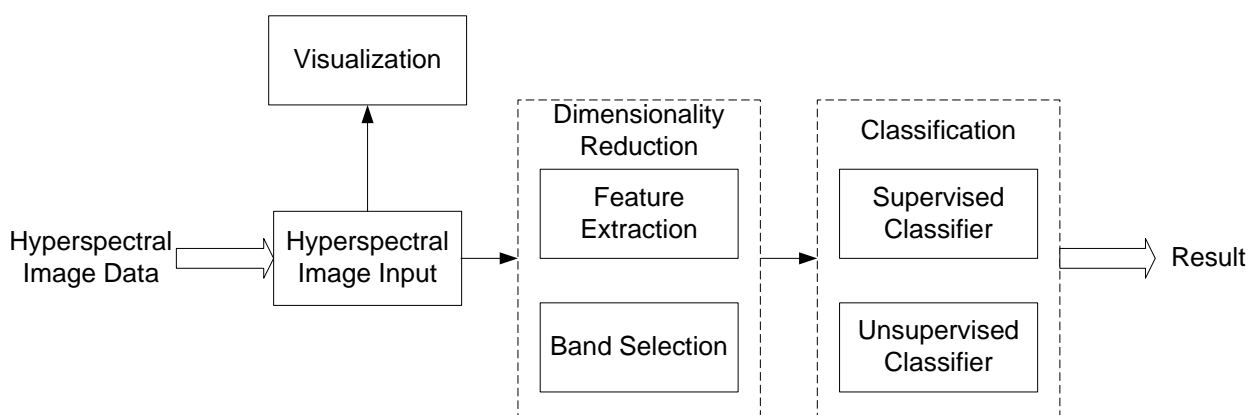 Visualization
Dimensionality
Reduction
Classification
Feature
Extraction
Supervised
Classifier
Hyperspectral
Image Data
Hyperspectral
Image Input
Result
Band Selection
Unsupervised
Classifier